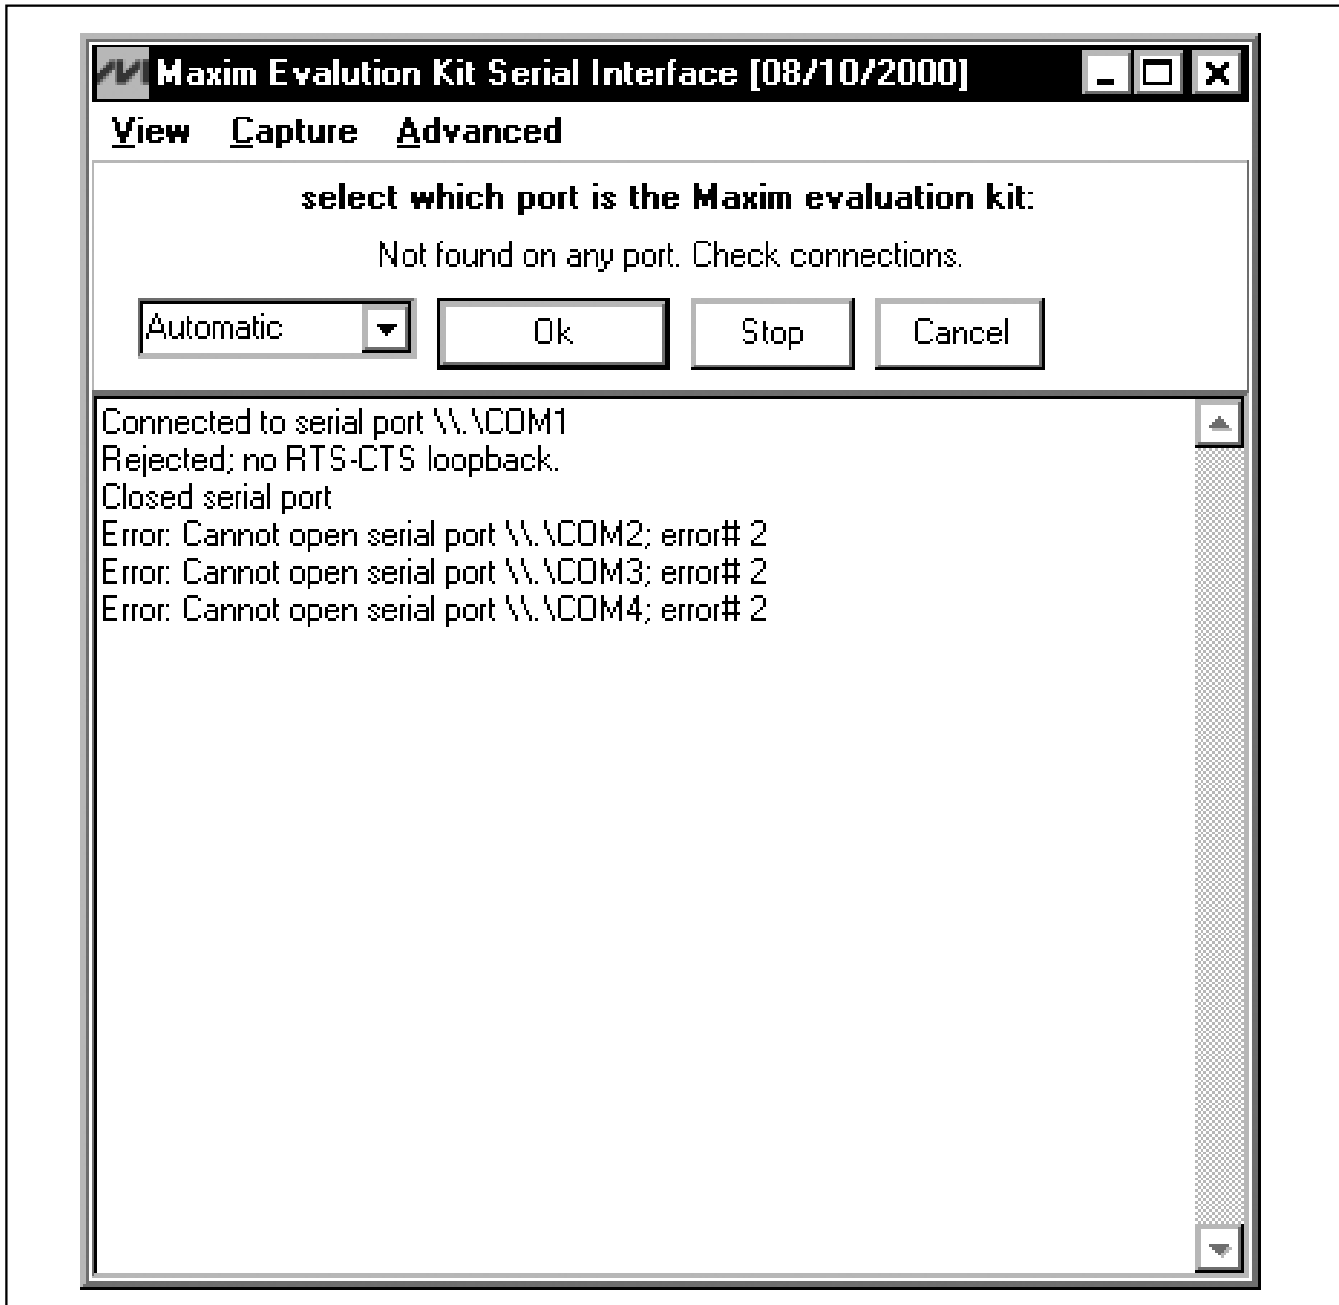 Maxim Evalution Kit Serial Interface [08/10/2000]
View Capture Advanced
select which port is the Maxim evaluation kit:
Not found on any port. Check connections.
Automatic Ok Stop Cancel
Connected to serial port \\.\COM1
Rejected; no RTS-CTS loopback.
Closed serial port
Error: Cannot open serial port \\.\COM2; error# 2
Error: Cannot open serial port \\.\COM3; error# 2
Error: Cannot open serial port \\.\COM4; error# 2